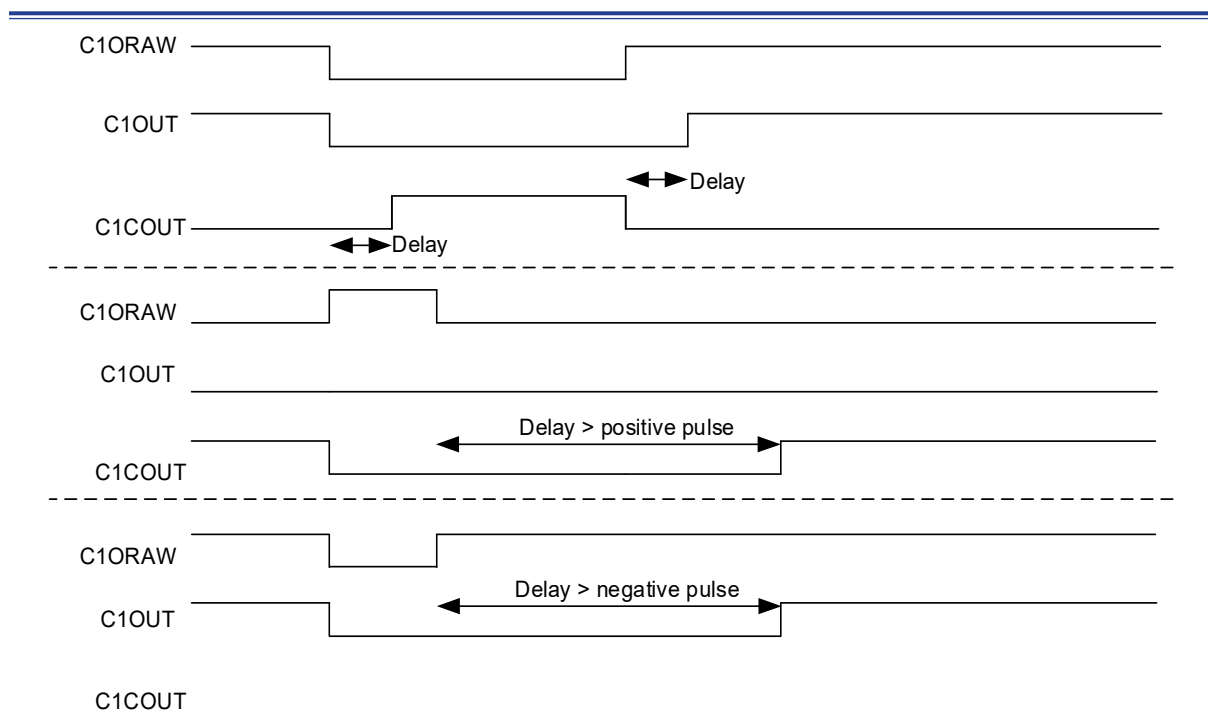 C1ORAW
C1OUT
Delay
C1COUT
Delay
C1ORAW
C1OUT
Delay > positive pulse
C1COUT
C1ORAW
Delay > negative pulse
C1OUT
C1COUT